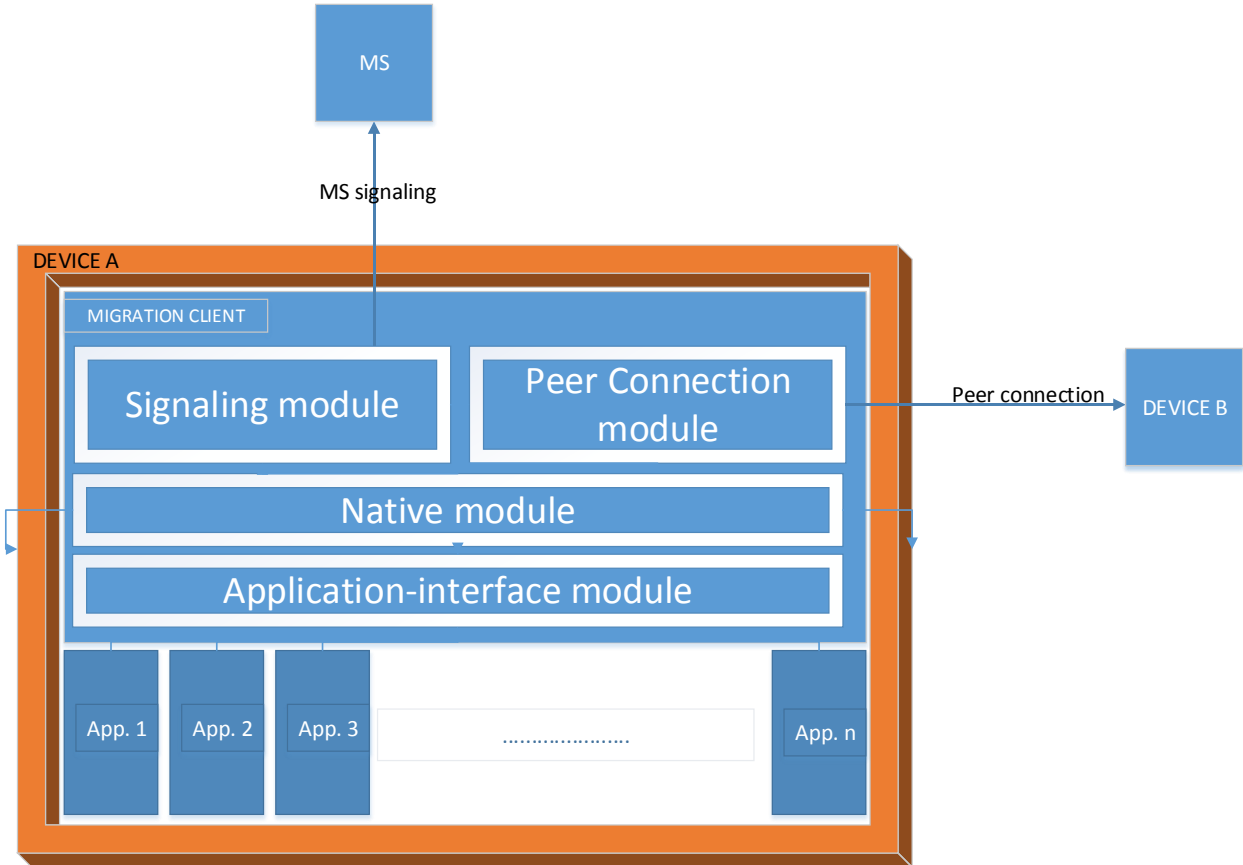 MS
MS signaling
DEVICE A
MIGRATION CLIENT
Signaling module
Peer Connection
module
Peer connection
DEVICE B
Native module
Application-interface module
App. 1
App. 2
App. 3
.....................
App. n